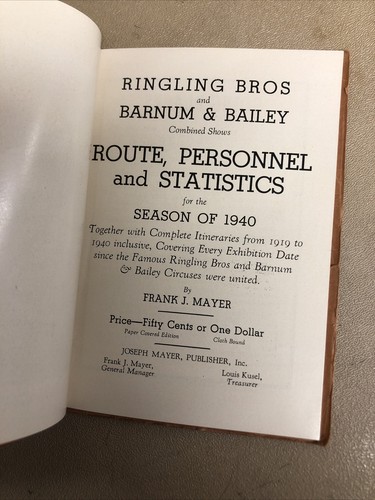 RINGLING BROS
and
BARNUM & BAILEY
Combined Shows
ROUTE, PERSONNEL
and STATISTICS
for the
SEASON OF 1940
Together with Complete Itineraries from 1919 to
1940 inclusive, Covering Every Exhibition Date
since the Famous Ringling Bros and Barnum
& Bailey Circuses were united.
By
FRANK J. MAYER
Price—Fifty Cents or One Dollar
Paper Covered Edition Cloth Bound
JOSEPH MAYER, PUBLISHER, Inc.
Frank J. Mayer, Louis Kusel,
General Manager Treasurer